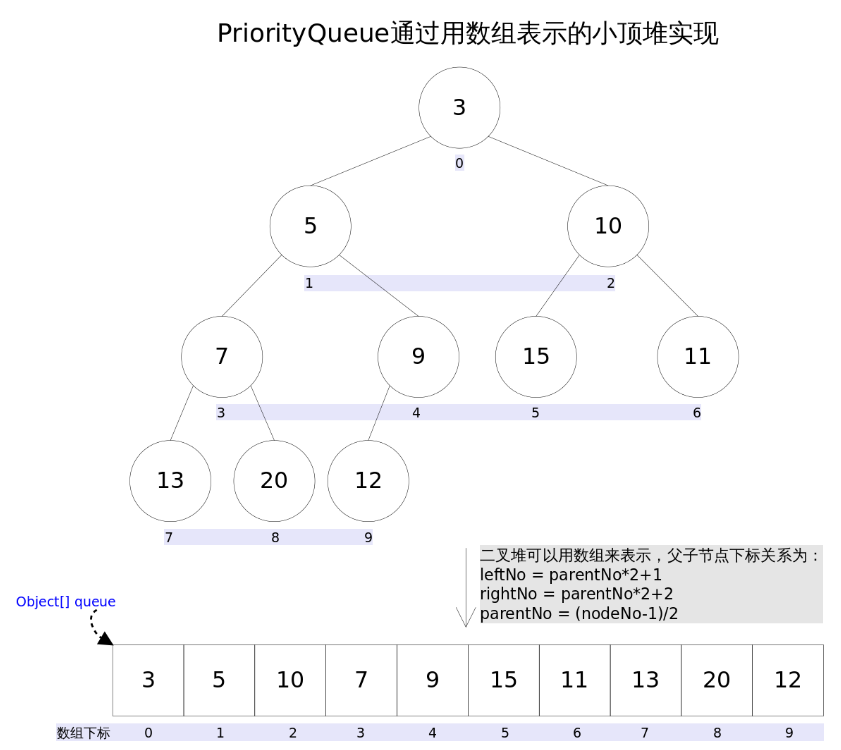 PriorityQueue通过用数组表示的小顶堆实现
3
0
5 10
1 2
7 9 15 11
3 4 5 6
13 20 12
7 8 9
二叉堆可以用数组来表示，父子节点下标关系为：
leftNo = parentNo*2+1
rightNo = parentNo*2+2
parentNo = (nodeNo-1)/2
Object[] queue
3 5 10 7 9 15 11 13 20 12
数组下标 0 1 2 3 4 5 6 7 8 9